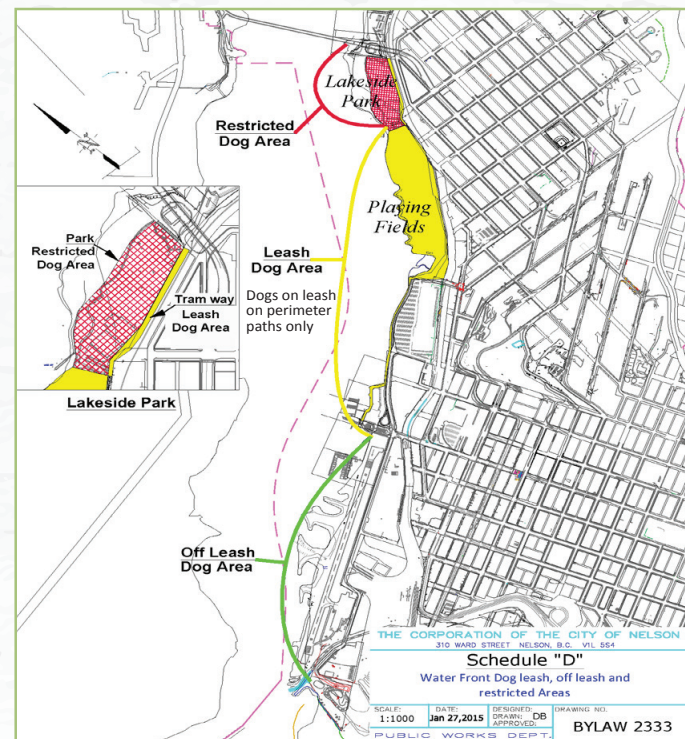 Lakeside
Park
Restricted
Dog Area
Playing
Fields
Leash
Dog Area
Dogs on leash
on perimeter
paths only
Park
Restricted
Dog Area
Tram way
Leash
Dog Area
Lakeside Park
Off Leash
Dog Area
THE CORPORATION OF THE CITY OF NELSON
310 WARD STREET NELSON, B.C. V1L 5S4
Schedule "D"
Water Front Dog leash, off leash and
restricted Areas
SCALE:
1:1000
DATE:
Jan 27,2015
DESIGNED:
DRAWN: DB
APPROVED:
DRAWING NO.
BYLAW 2333
PUBLIC WORKS DEPT.